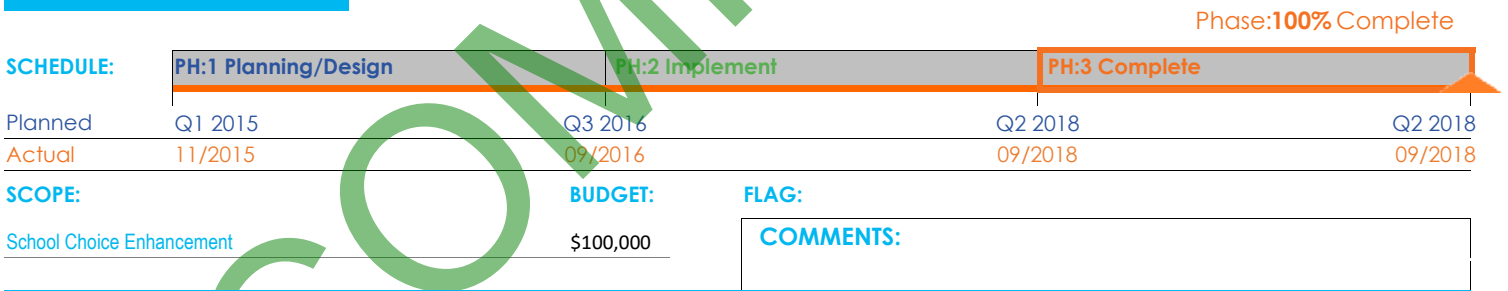 Phase:100% Complete
SCHEDULE: PH:1 Planning/Design PH:2 Implement PH:3 Complete
Planned Q1 2015 Q3 2016 Q2 2018 Q2 2018
Actual 11/2015 09/2016 09/2018 09/2018
SCOPE: BUDGET: FLAG:
School Choice Enhancement $100,000 COMMENTS:
COM